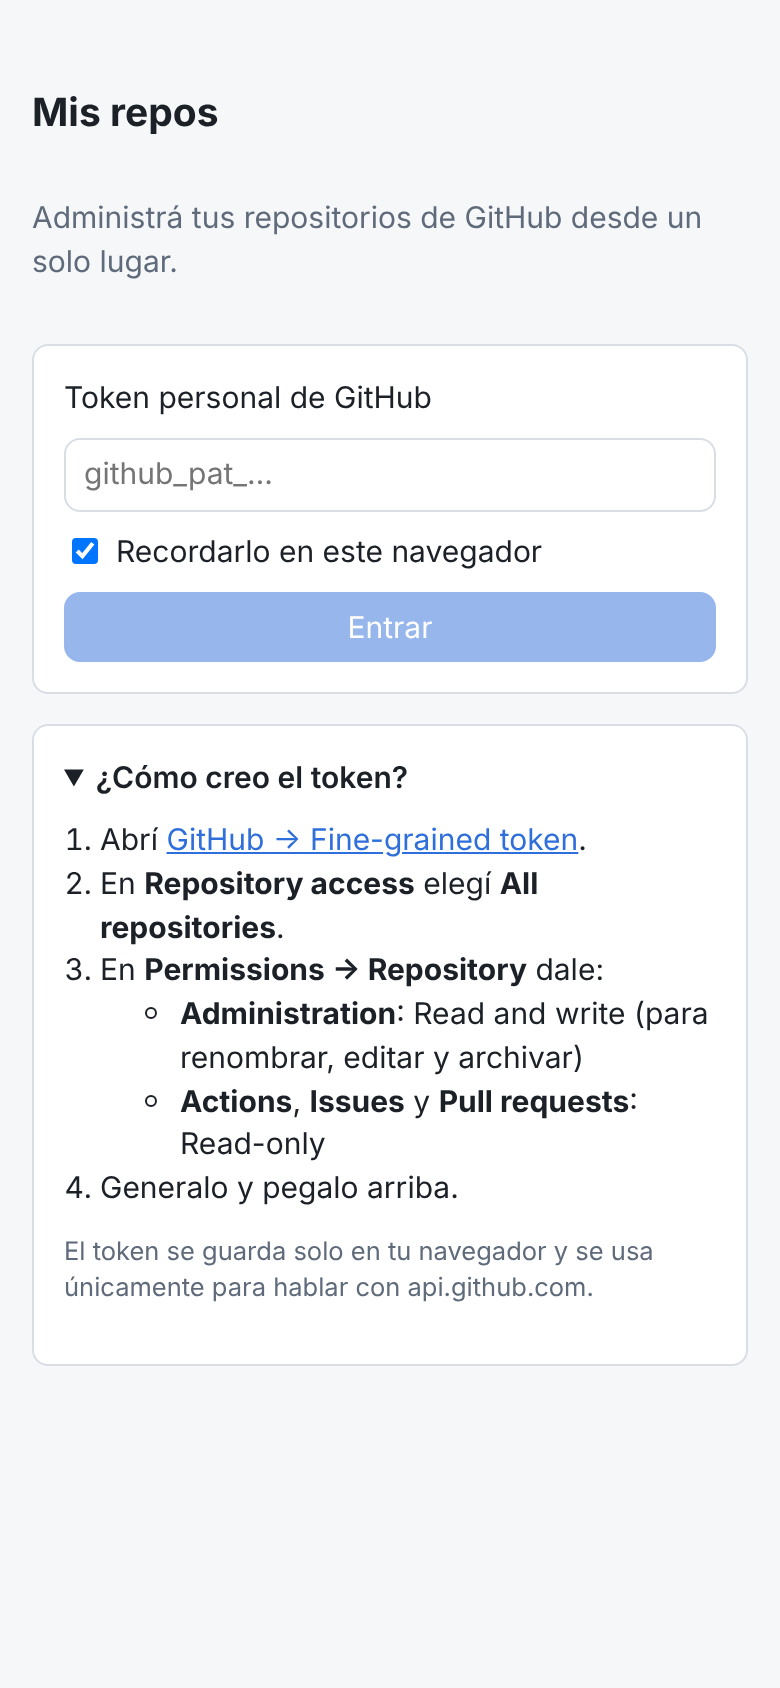 Mis repos
Administrá tus repositorios de GitHub desde un
solo lugar.
Token personal de GitHub
github_pat_...
Recordarlo en este navegador
Entrar
▼ ¿Cómo creo el token?
1. Abrí GitHub → Fine-grained token.
2. En Repository access elegí All
repositories.
3. En Permissions → Repository dale:
Administration: Read and write (para
renombrar, editar y archivar)
Actions, Issues y Pull requests:
Read-only
4. Generalo y pegalo arriba.
El token se guarda solo en tu navegador y se usa
únicamente para hablar con api.github.com.